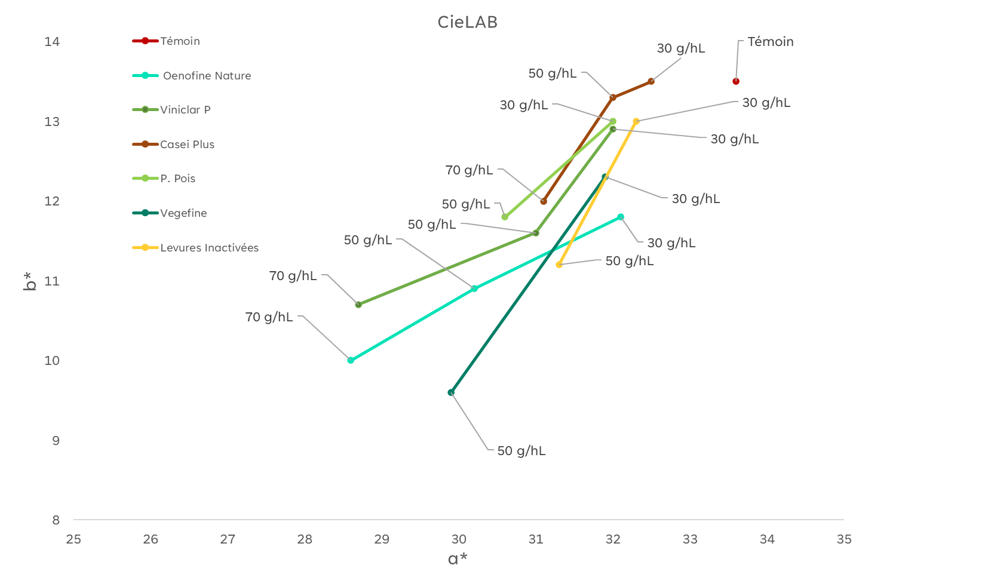 CieLAB
14
13
12
11
10
9
8
b*
Témoin
Oenofine Nature
Viniclar P
Casei Plus
P. Pois
Vegefine
Levures Inactivées
30 g/hL
Témoin
50 g/hL
30 g/hL
30 g/hL
30 g/hL
70 g/hL
50 g/hL
30 g/hL
50 g/hL
50 g/hL
30 g/hL
50 g/hL
70 g/hL
70 g/hL
50 g/hL
25 26 27 28 29 30 31 32 33 34 35
a*